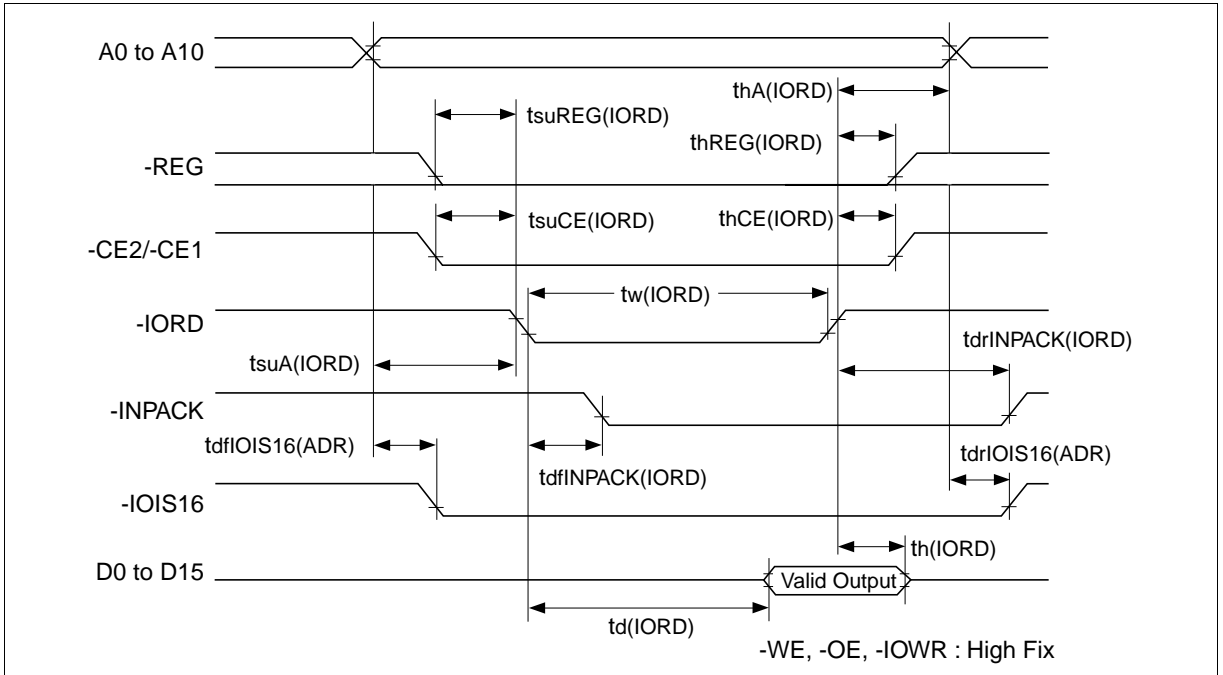 A0 to A10
thA(IORD)
tsuREG(IORD)
thREG(IORD)
-REG
tsuCE(IORD)
thCE(IORD)
-CE2/-CE1
tw(IORD)
-IORD
tdrINPACK(IORD)
tsuA(IORD)
-INPACK
tdfIOIS16(ADR)
tdrIOIS16(ADR)
tdfINPACK(IORD)
-IOIS16
th(IORD)
D0 to D15
Valid Output
td(IORD)
-WE, -OE, -IOWR : High Fix